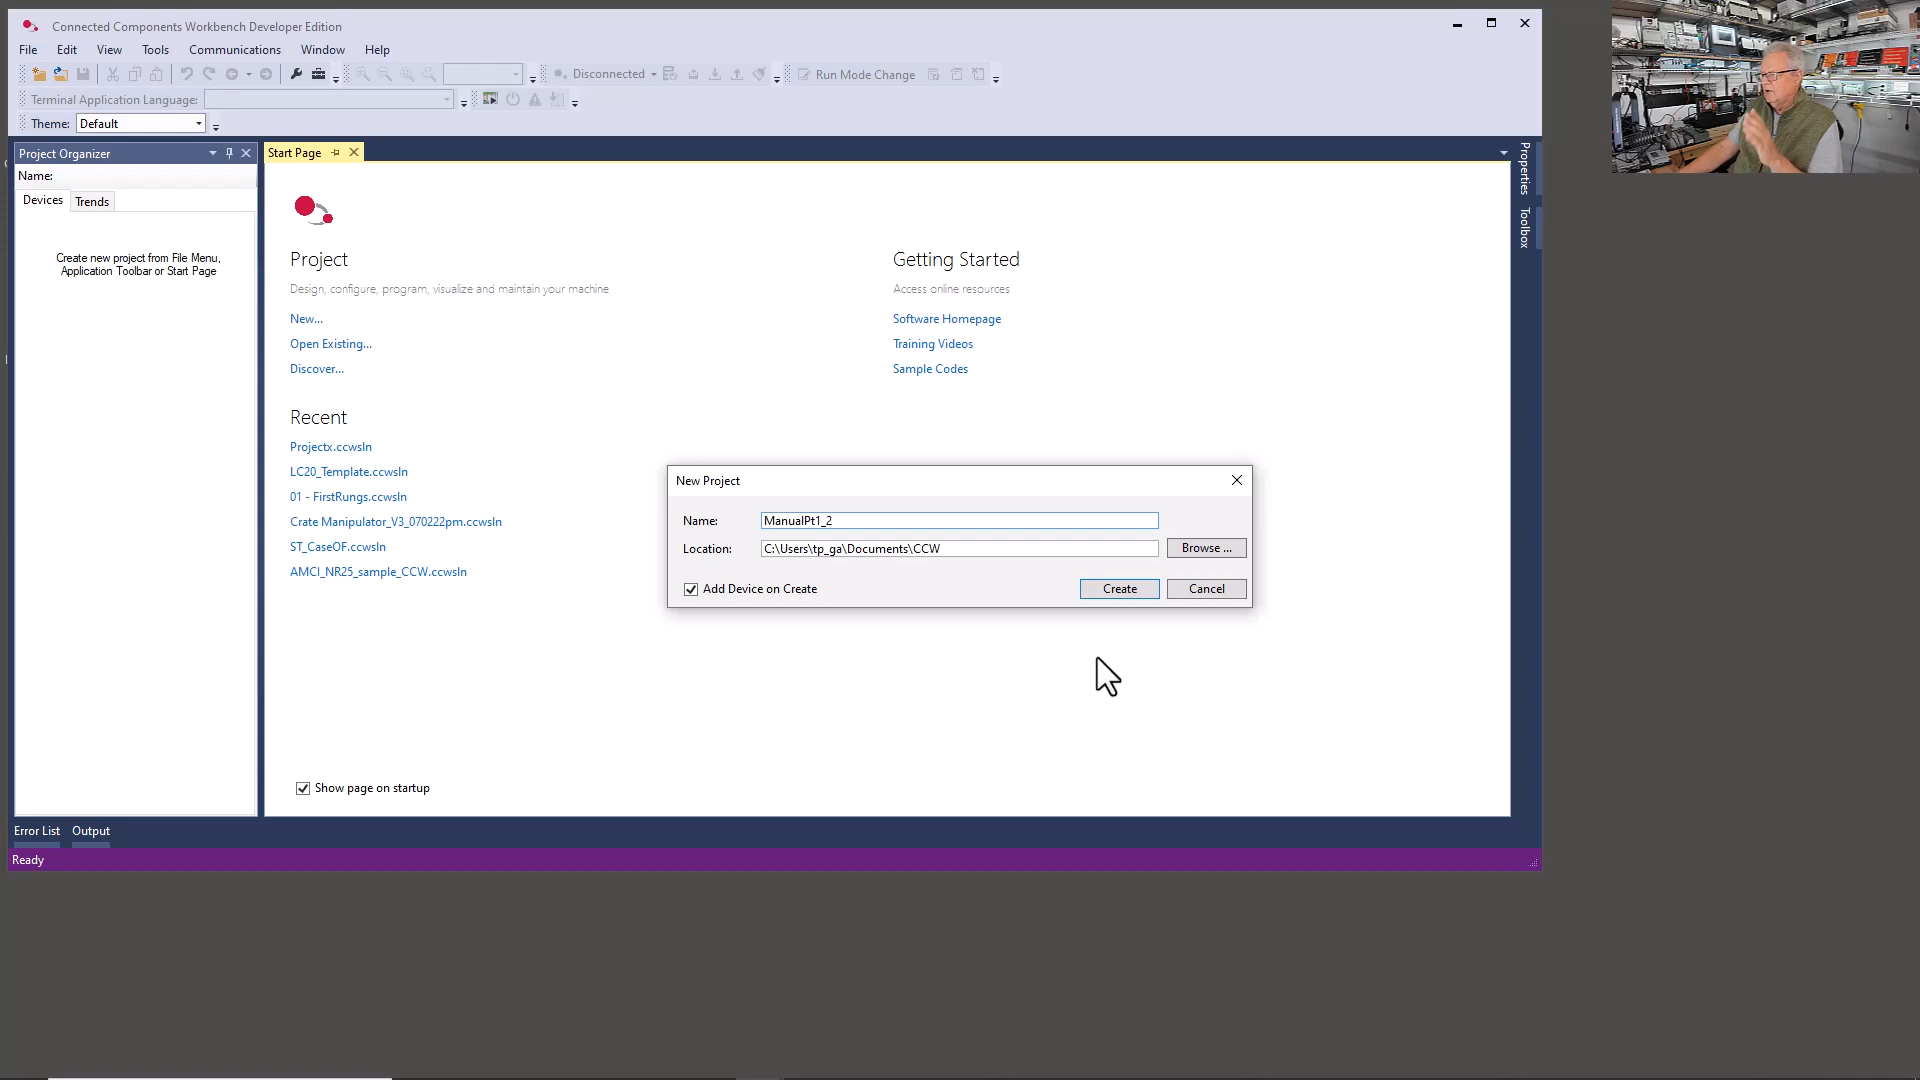 Connected Components Workbench Developer Edition
File Edit View Tools Communications Window Help
Disconnected Run Mode Change
Terminal Application Language:
Theme: Default
Project Organizer
Name:
Devices Trends
Create new project from File Menu,
Application Toolbar or Start Page
Start Page
Project
Design, configure, program, visualize and maintain your machine
New...
Open Existing...
Discover...
Recent
Projectx.ccwsln
LC20_Template.ccwsln
01 - FirstRungs.ccwsln
Crate Manipulator_V3_070222pm.ccwsln
ST_CaseOF.ccwsln
AMCI_NR25_sample_CCW.ccwsln
Getting Started
Access online resources
Software Homepage
Training Videos
Sample Codes
New Project
Name: ManualPt1_2
Location: C:\Users\tp_ga\Documents\CCW Browse ...
Add Device on Create Create Cancel
Show page on startup
Properties
Toolbox
Error List Output
Ready